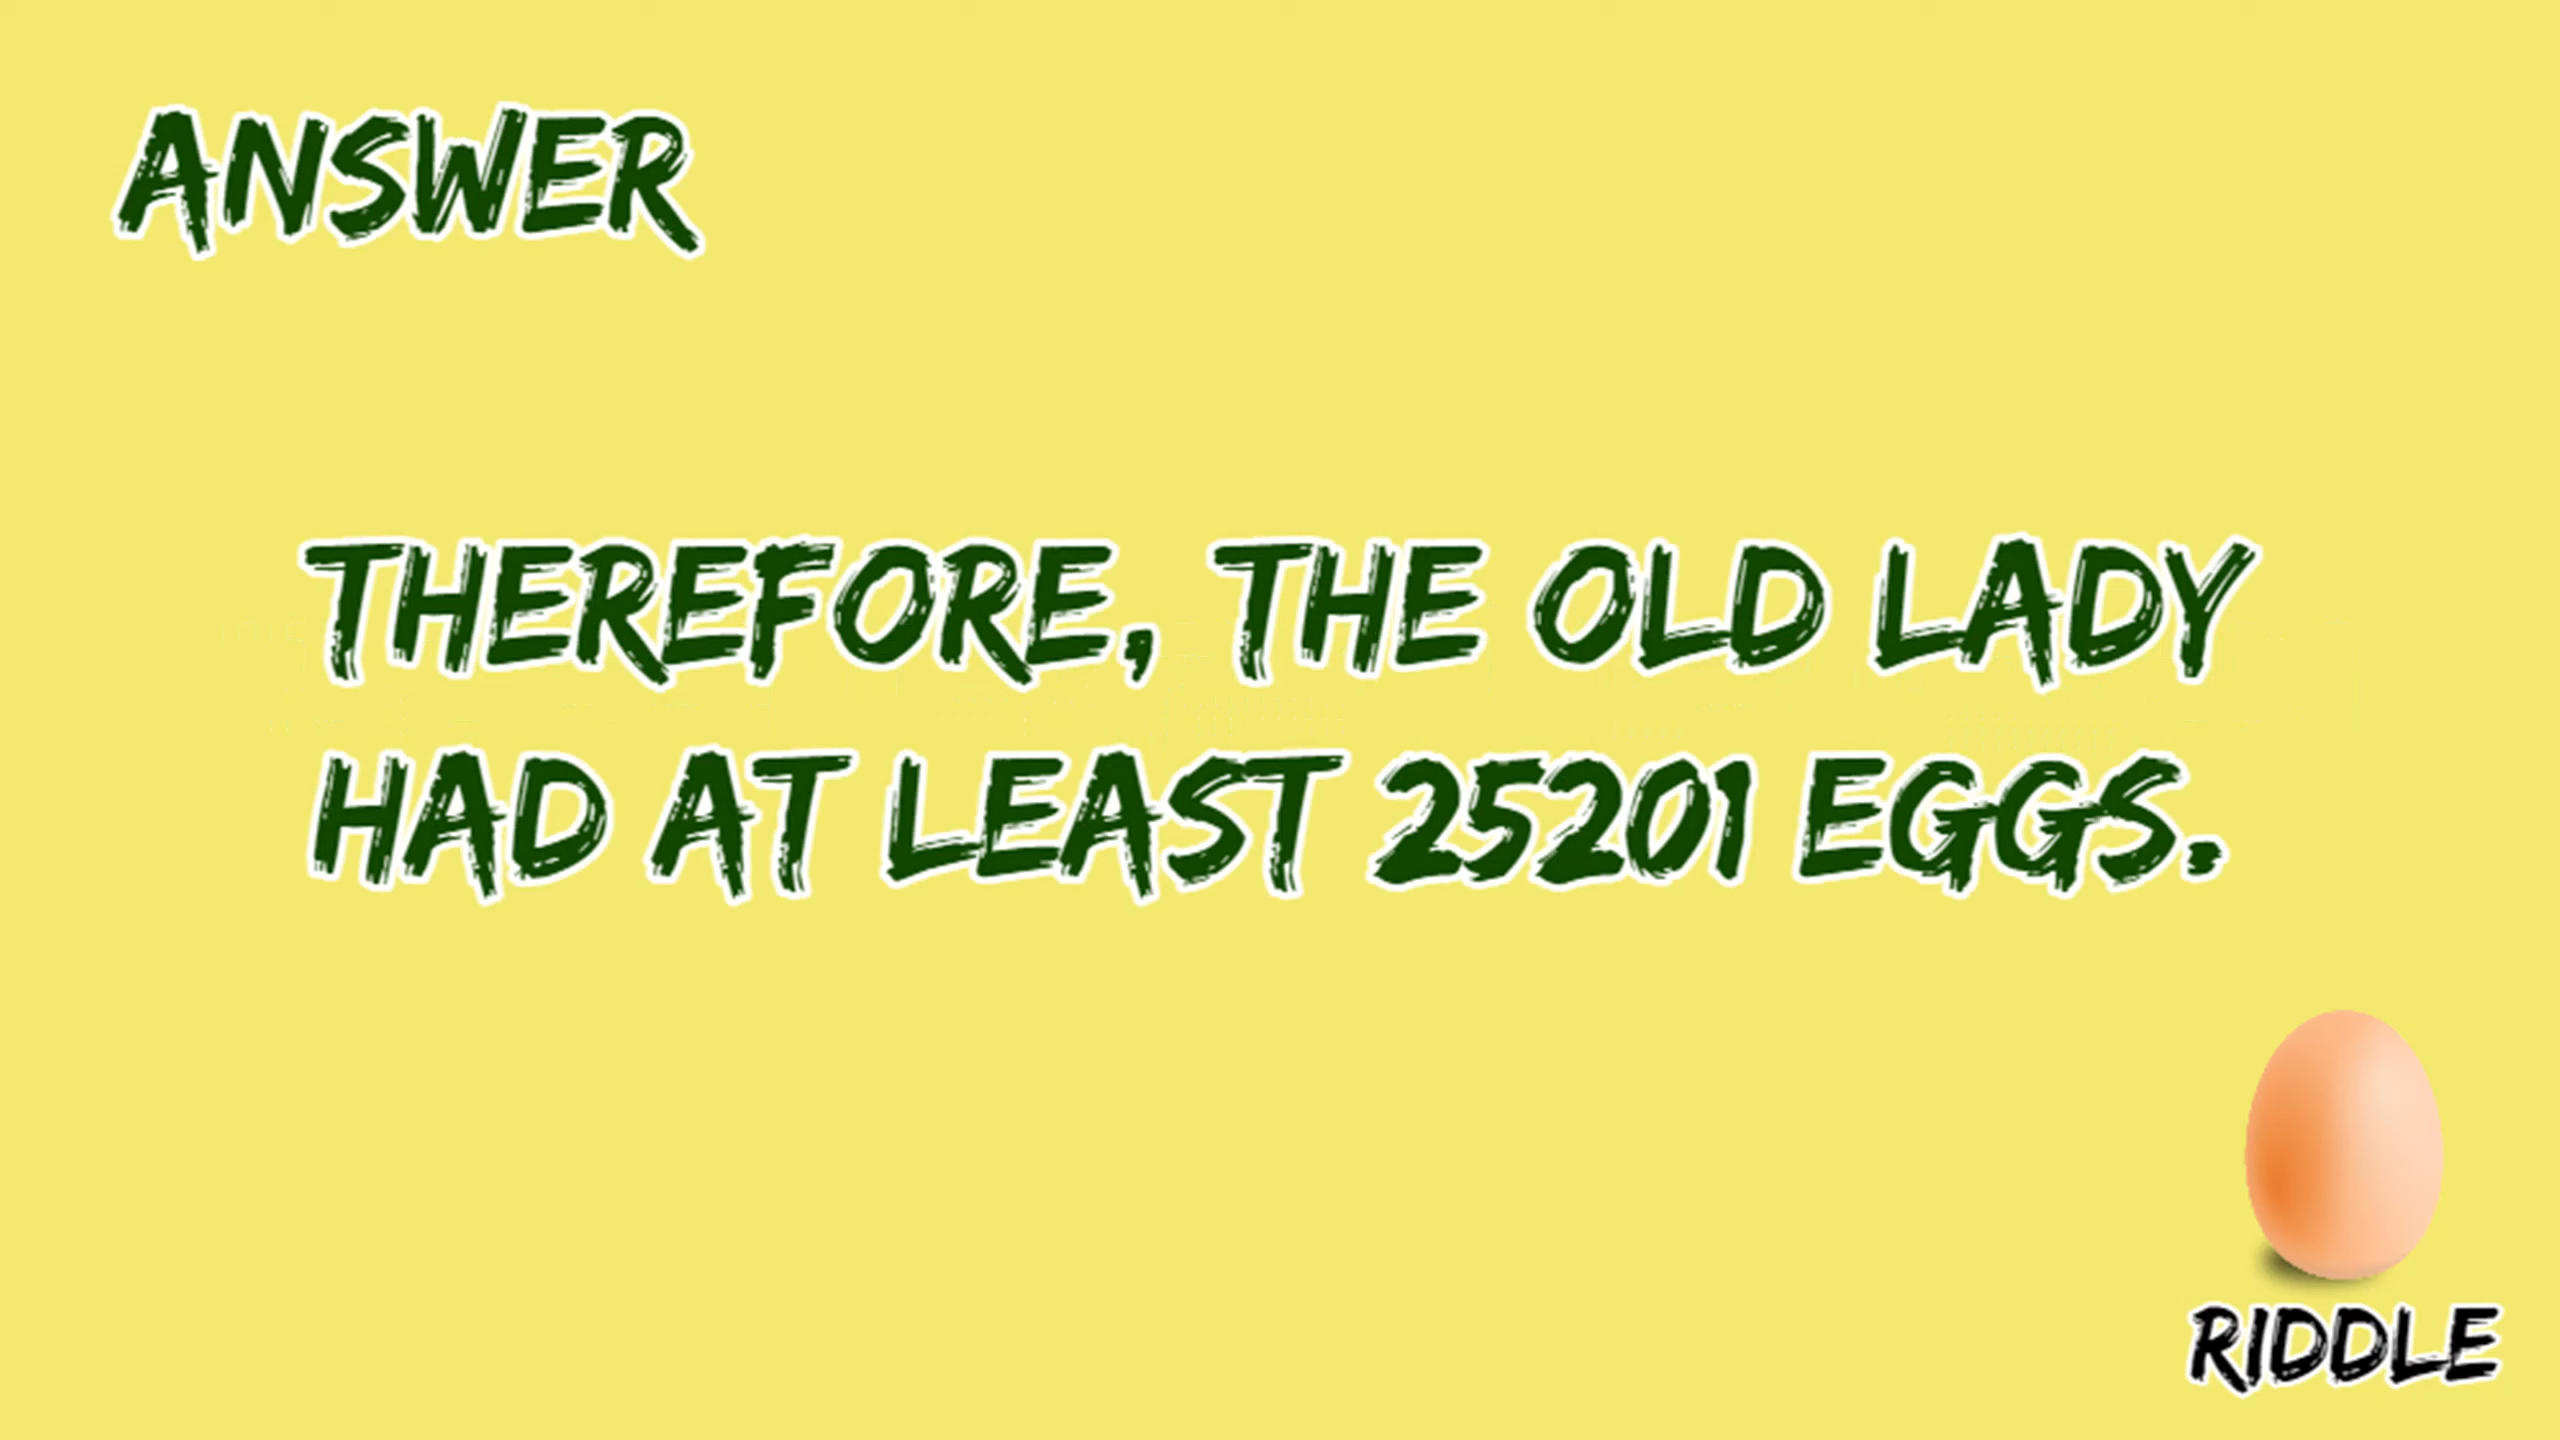 ANSWER
THEREFORE, THE OLD LADY
HAD AT LEAST 25201 EGGS.
RIDDLE